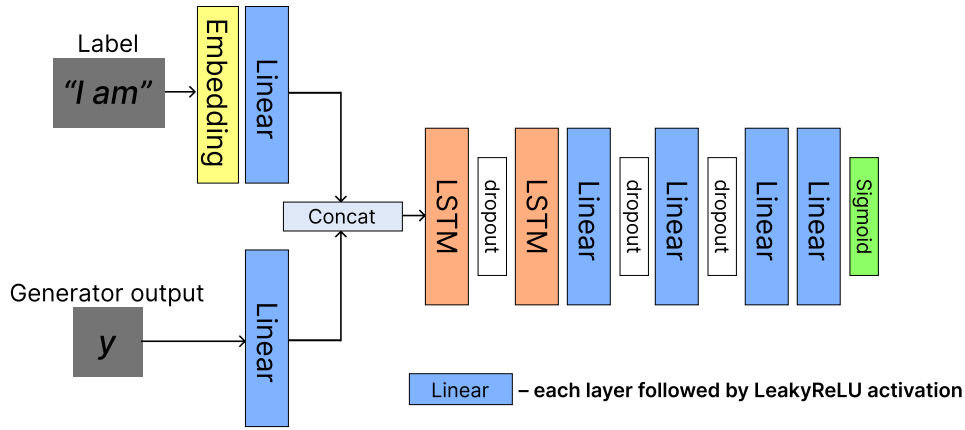 Label
“I am”
Embedding
Linear
Concat
Generator output
y
Linear
LSTM
dropout
LSTM
Linear
dropout
Linear
dropout
Linear
Linear
Sigmoid
Linear – each layer followed by LeakyReLU activation